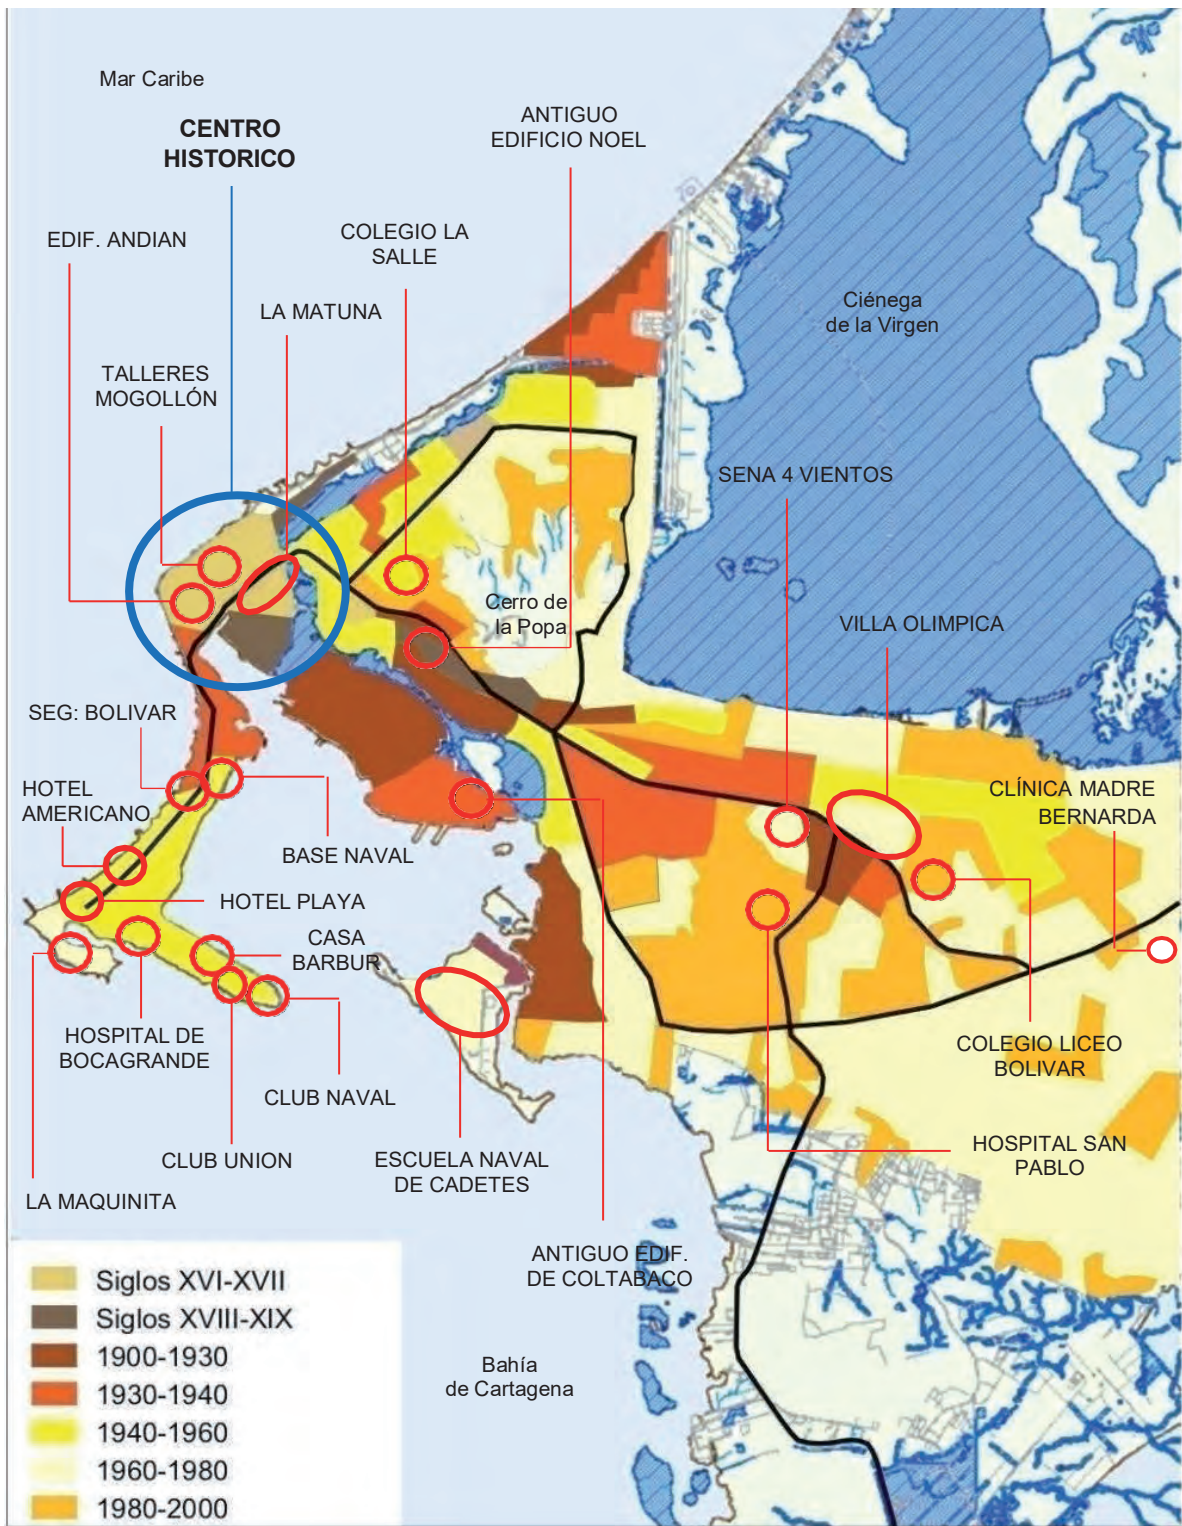 Mar Caribe
CENTRO
HISTORICO
ANTIGUO
EDIFICIO NOEL
EDIF. ANDIAN
COLEGIO LA
SALLE
LA MATUNA
Ciénega
de la Virgen
TALLERES
MOGOLLÓN
SENA 4 VIENTOS
Cerro de
la Popa
VILLA OLIMPICA
SEG: BOLIVAR
HOTEL
AMERICANO
CLÍNICA MADRE
BERNARDA
BASE NAVAL
HOTEL PLAYA
CASA
BARBUR
HOSPITAL DE
BOCAGRANDE
COLEGIO LICEO
BOLIVAR
CLUB NAVAL
CLUB UNION
ESCUELA NAVAL
DE CADETES
HOSPITAL SAN
PABLO
LA MAQUINITA
ANTIGUO EDIF.
DE COLTABACO
Siglos XVI-XVII
Siglos XVIII-XIX
1900-1930
1930-1940
1940-1960
1960-1980
1980-2000
Bahía
de Cartagena